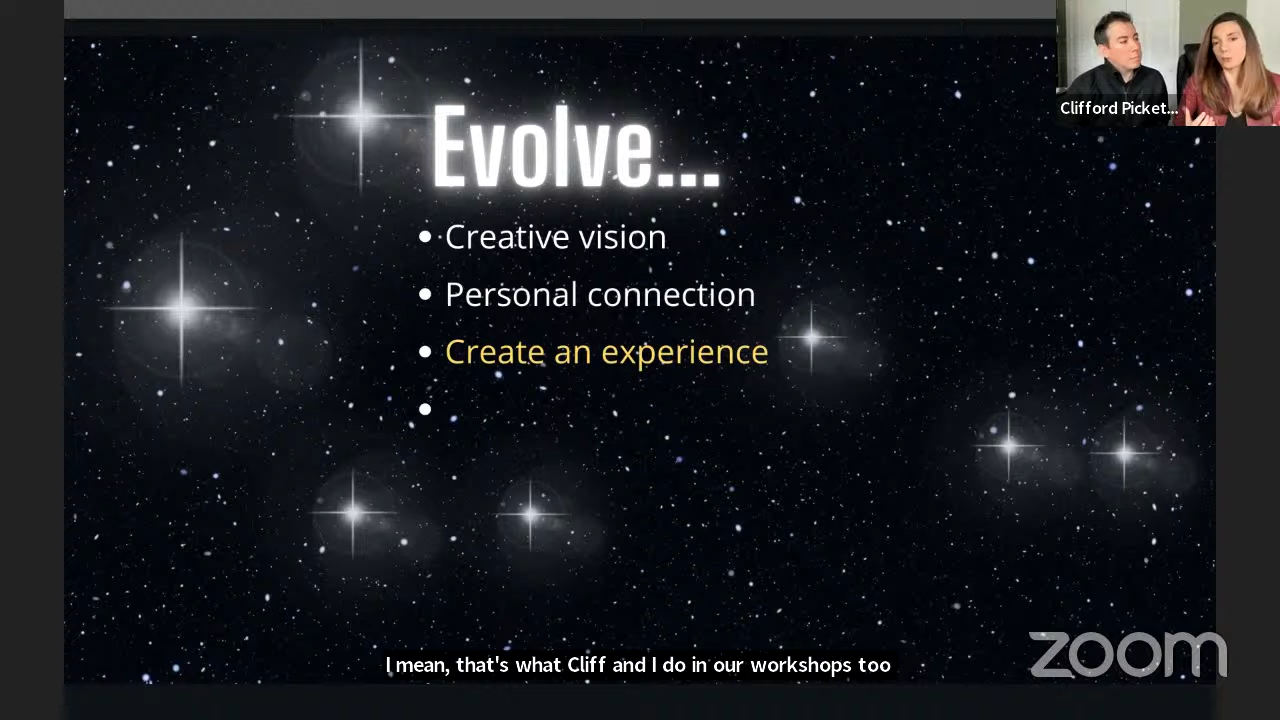 Clifford Picket...
Evolve...
• Creative vision
• Personal connection
• Create an experience
•
I mean, that's what Cliff and I do in our workshops too
zoom